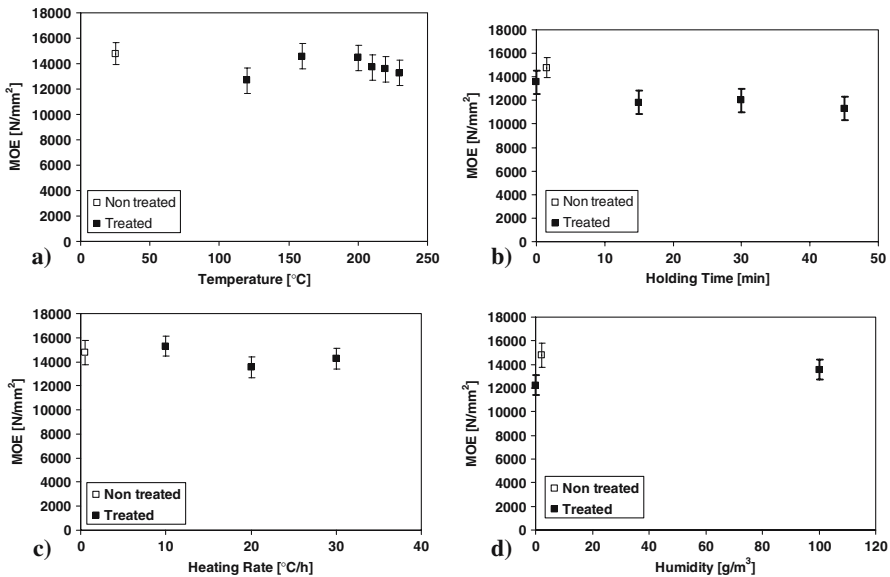 18000
16000
14000
12000
10000
8000
6000
4000
2000
0
MOE [N/mm²]
□ Non treated
■ Treated
0 50 100 150 200 250
a)
Temperature [°C]
18000
16000
14000
12000
10000
8000
6000
4000
2000
0
MOE [N/mm²]
□ Non treated
■ Treated
0 10 20 30 40 50
b)
Holding Time [min]
18000
16000
14000
12000
10000
8000
6000
4000
2000
0
MOE [N/mm²]
□ Non treated
■ Treated
0 10 20 30 40
c)
Heating Rate [°C/h]
18000
16000
14000
12000
10000
8000
6000
4000
2000
0
MOE [N/mm²]
□ Non treated
■ Treated
0 20 40 60 80 100 120
d)
Humidity [g/m³]